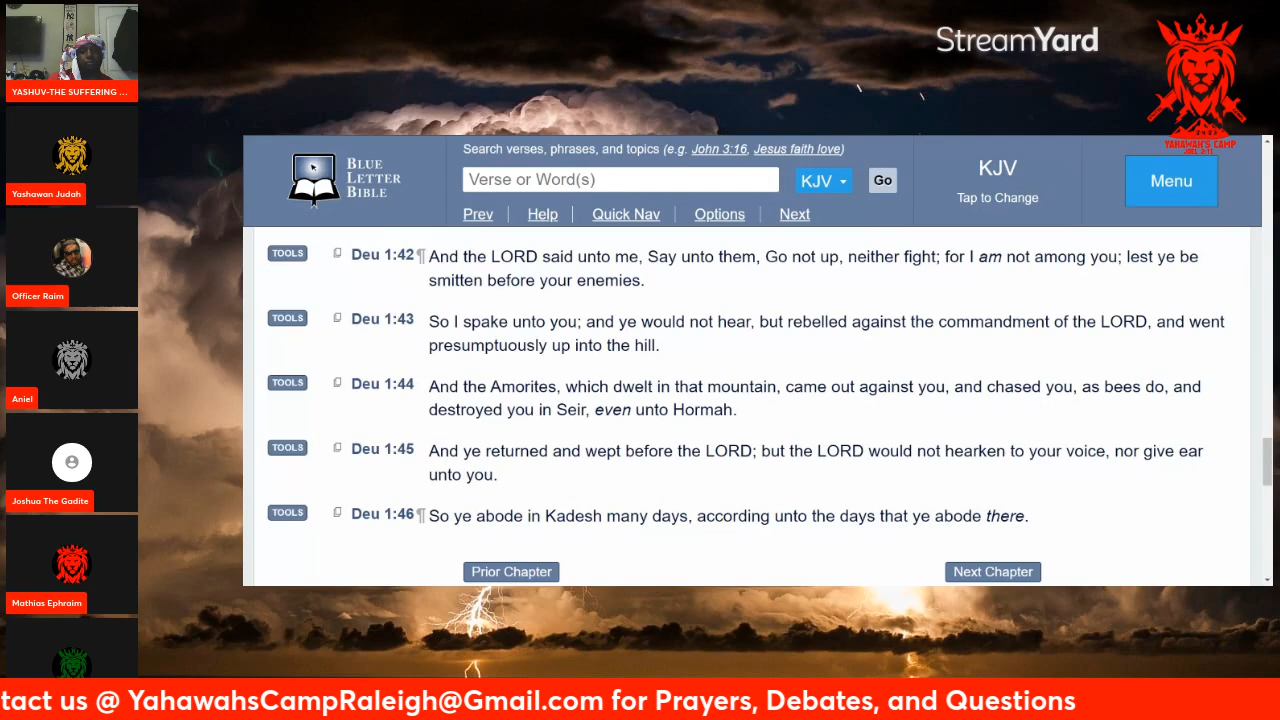 YASHUV-THE SUFFERING ...
Yashawan Judah
Officer Raim
Aniel
Joshua The Gadite
Mathias Ephraim
StreamYard
YAHAWAH'S CAMP
JOEL 2:11
BLUE
LETTER
BIBLE
Search verses, phrases, and topics (e.g. John 3:16, Jesus faith love)
Verse or Word(s)
KJV
Go
Prev
Help
Quick Nav
Options
Next
KJV
Tap to Change
Menu
TOOLS Deu 1:42 ¶ And the LORD said unto me, Say unto them, Go not up, neither fight; for I am not among you; lest ye be
smitten before your enemies.
TOOLS Deu 1:43 So I spake unto you; and ye would not hear, but rebelled against the commandment of the LORD, and went
presumptuously up into the hill.
TOOLS Deu 1:44 And the Amorites, which dwelt in that mountain, came out against you, and chased you, as bees do, and
destroyed you in Seir, even unto Hormah.
TOOLS Deu 1:45 And ye returned and wept before the LORD; but the LORD would not hearken to your voice, nor give ear
unto you.
TOOLS Deu 1:46 ¶ So ye abode in Kadesh many days, according unto the days that ye abode there.
Prior Chapter
Next Chapter
tact us @ YahawahsCampRaleigh@Gmail.com for Prayers, Debates, and Questions